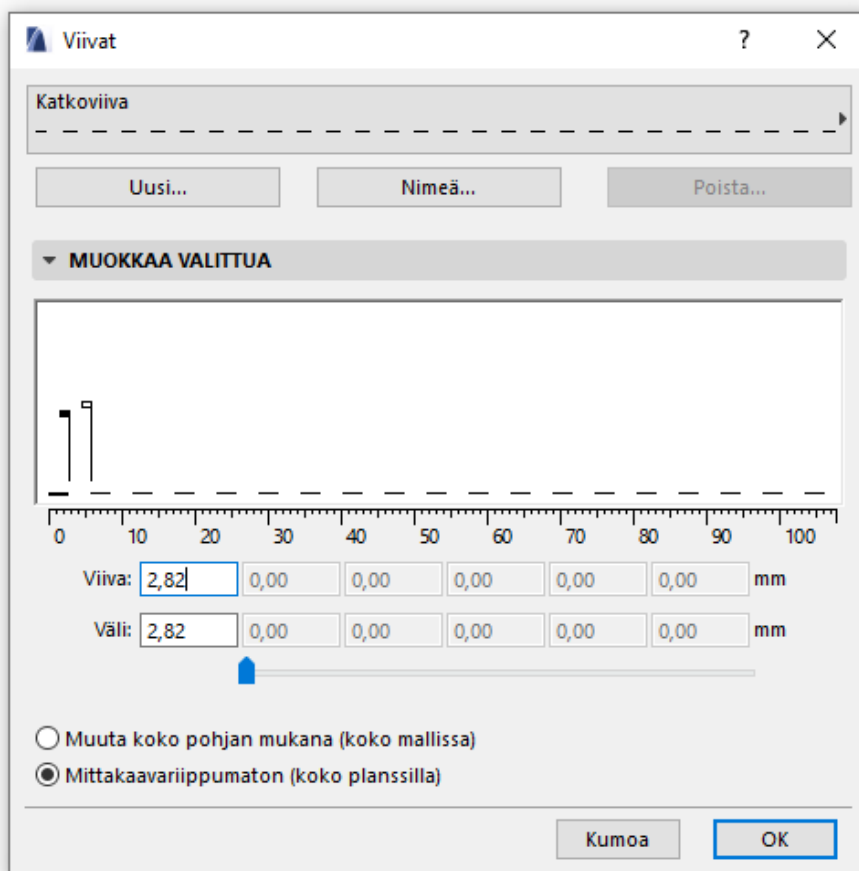 Viivat ?
Katkoviiva
Uusi... Nimeä... Poista...
MUOKKAA VALITTUA
0 10 20 30 40 50 60 70 80 90 100
Viiva: 2,82 0,00 0,00 0,00 0,00 0,00 mm
Väli: 2,82 0,00 0,00 0,00 0,00 0,00 mm
Muuta koko pohjan mukana (koko mallissa)
Mittakaavariippumaton (koko planssilla)
Kumoa OK